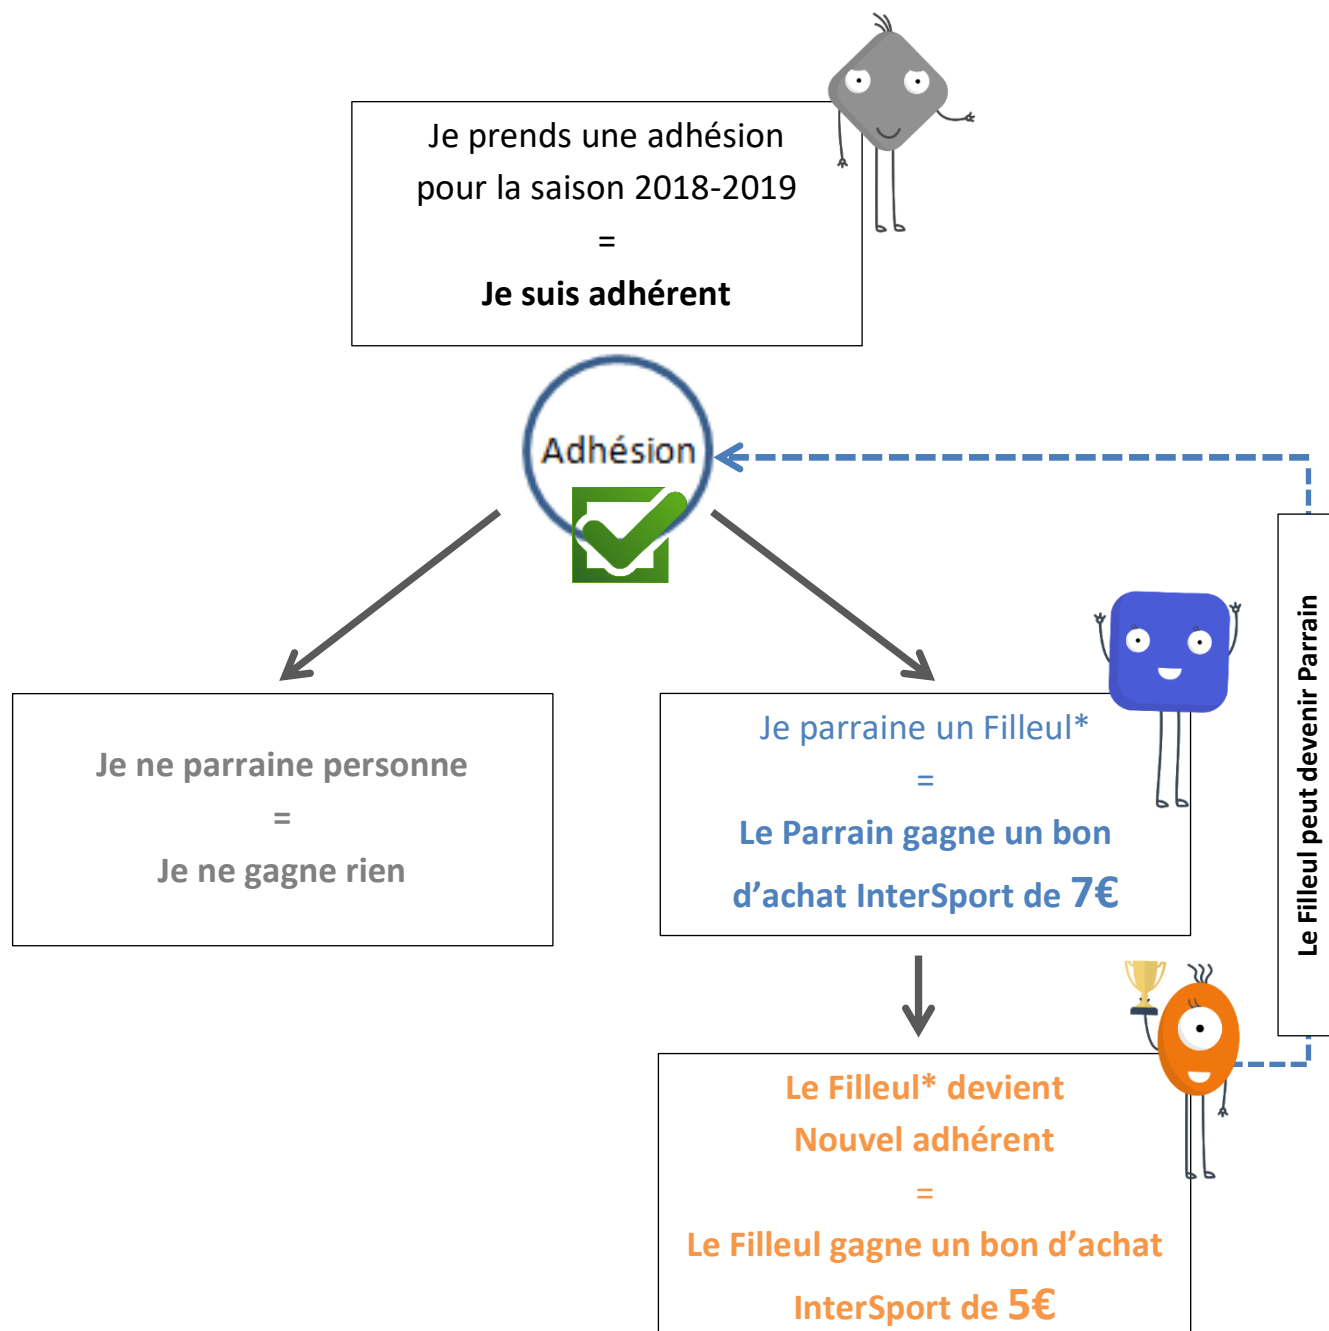 Je prends une adhésion
pour la saison 2018-2019
=
Je suis adhérent
Adhésion
Je ne parraine personne
=
Je ne gagne rien
Je parraine un Filleul*
=
Le Parrain gagne un bon
d’achat InterSport de 7€
Le Filleul peut devenir Parrain
Le Filleul* devient
Nouvel adhérent
=
Le Filleul gagne un bon d’achat
InterSport de 5€